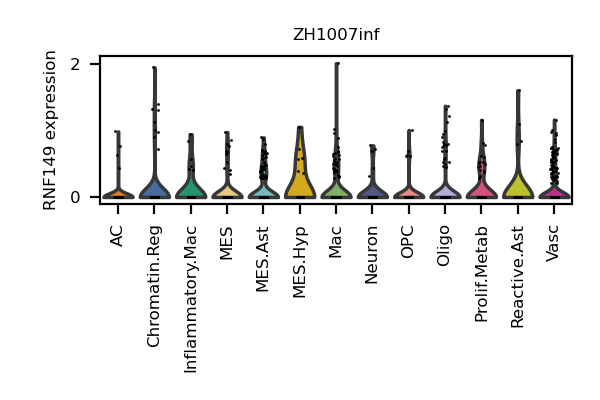 ZH1007inf
RNF149 expression
2
0
AC
Chromatin.Reg
Inflammatory.Mac
MES
MES.Ast
MES.Hyp
Mac
Neuron
OPC
Oligo
Prolif.Metab
Reactive.Ast
Vasc